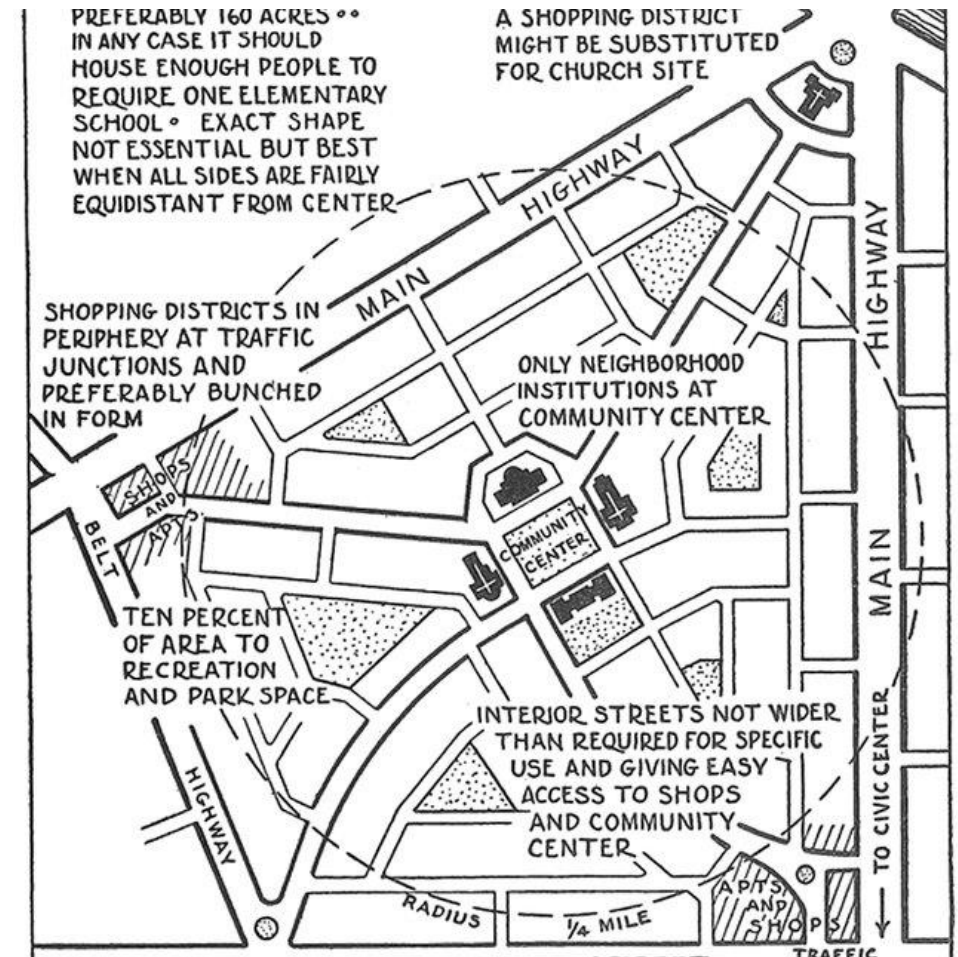 PREFERABLY 160 ACRES
IN ANY CASE IT SHOULD
HOUSE ENOUGH PEOPLE TO
REQUIRE ONE ELEMENTARY
SCHOOL. EXACT SHAPE
NOT ESSENTIAL BUT BEST
WHEN ALL SIDES ARE FAIRLY
EQUIDISTANT FROM CENTER
A SHOPPING DISTRICT
MIGHT BE SUBSTITUTED
FOR CHURCH SITE
MAIN HIGHWAY
HIGHWAY
MAIN
SHOPPING DISTRICTS IN
PERIPHERY AT TRAFFIC
JUNCTIONS AND
PREFERABLY BUNCHED
IN FORM
ONLY NEIGHBORHOOD
INSTITUTIONS AT
COMMUNITY CENTER
SHOPS
AND
APTS
BELT
HIGHWAY
COMMUNITY
CENTER
TEN PERCENT
OF AREA TO
RECREATION
AND PARK SPACE
INTERIOR STREETS NOT WIDER
THAN REQUIRED FOR SPECIFIC
USE AND GIVING EASY
ACCESS TO SHOPS
AND COMMUNITY
CENTER
TO CIVIC CENTER
RADIUS 1/4 MILE
APTS
AND
SHOPS
TRAFFIC